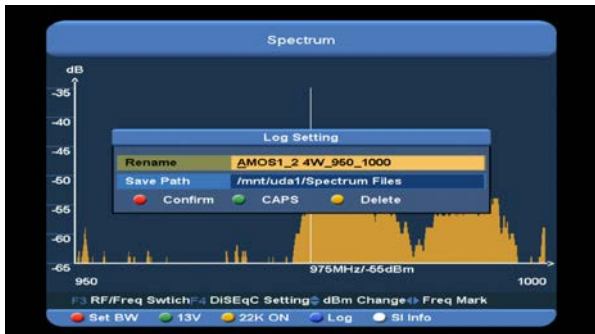 Spectrum
dB
-35
-40
Log Setting
-45
Rename AMOS1_2 4W_950_1000
-50 Save Path /mnt/uda1/Spectrum Files
Confirm CAPS Delete
-55
-60
-65
975MHz/-55dBm
950 1000
F3 RF/Freq Swtich F4 DiSEqC Setting dBm Change Freq Mark
Set BW 13V 22K ON Log SI Info